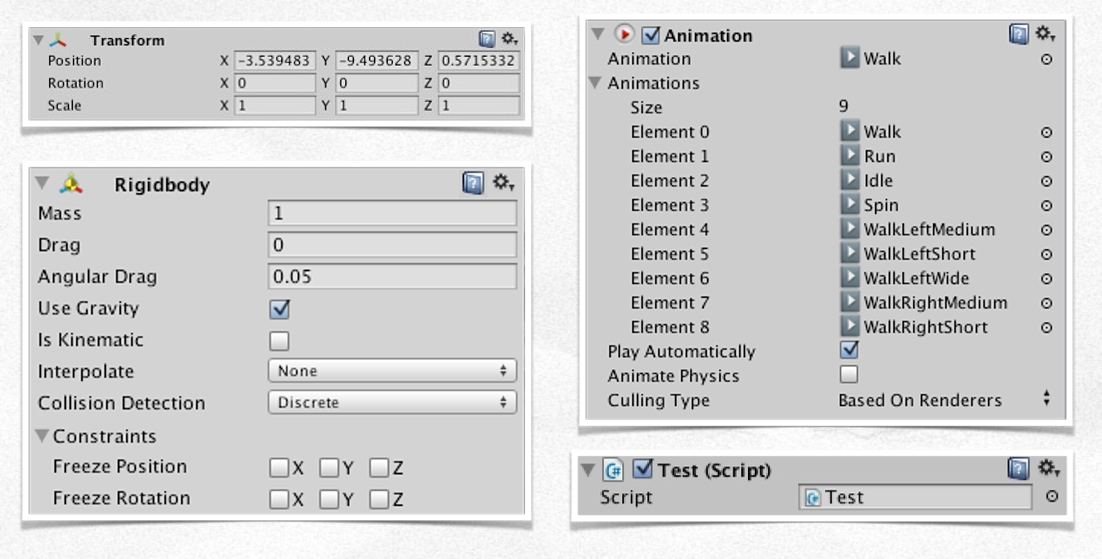 Transform
Position X -3.539483 Y -9.493628 Z 0.5715332
Rotation X 0 Y 0 Z 0
Scale X 1 Y 1 Z 1
Rigidbody
Mass 1
Drag 0
Angular Drag 0.05
Use Gravity
Is Kinematic
Interpolate None
Collision Detection Discrete
Constraints
Freeze Position X Y Z
Freeze Rotation X Y Z
Animation
Animation Walk
Animations
Size 9
Element 0 Walk
Element 1 Run
Element 2 Idle
Element 3 Spin
Element 4 WalkLeftMedium
Element 5 WalkLeftShort
Element 6 WalkLeftWide
Element 7 WalkRightMedium
Element 8 WalkRightShort
Play Automatically
Animate Physics
Culling Type Based On Renderers
Test (Script)
Script Test